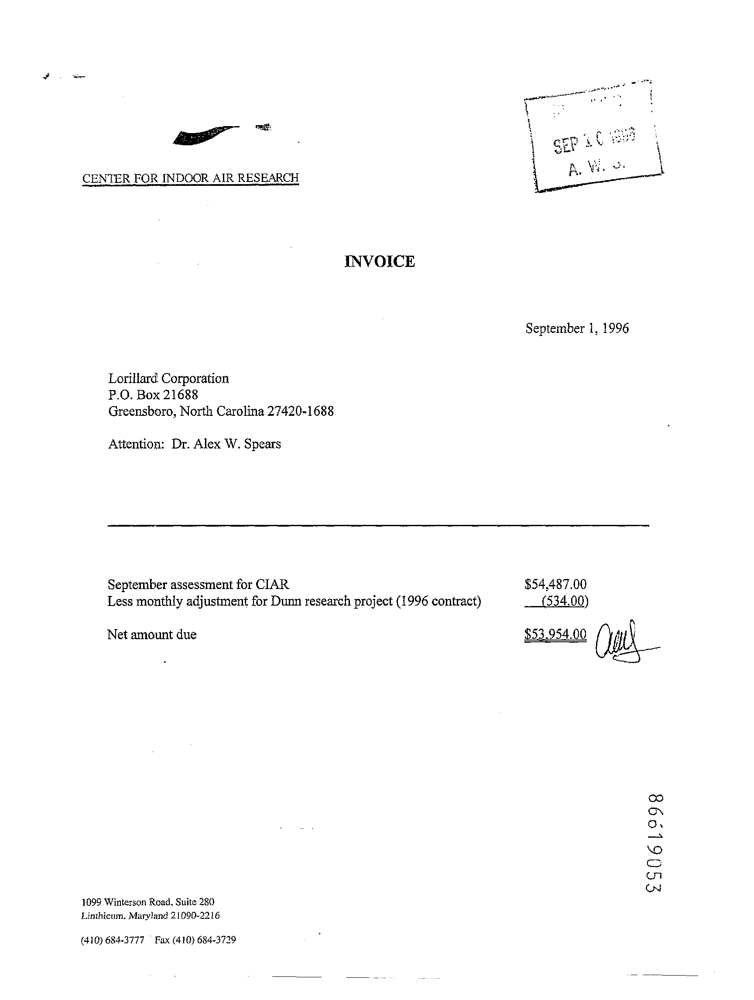 SEP 10 1996
A. W. S.
CENTER FOR INDOOR AIR RESEARCH
INVOICE
September 1, 1996
Lorillard Corporation
P.O. Box 21688
Greensboro, North Carolina 27420-1688
Attention: Dr. Alex W. Spears
September assessment for CIAR $54,487.00
Less monthly adjustment for Dunn research project (1996 contract) (534.00)
Net amount due $53,954.00
86619053
1099 Winterson Road, Suite 280
Linthicum, Maryland 21090-2216
(410) 684-3777 Fax (410) 684-3729